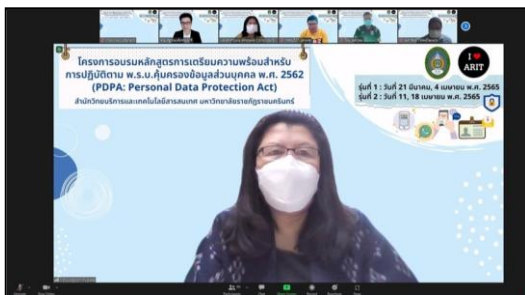 โครงการอบรมหลักสูตรการเตรียมความพร้อมสำหรับ
การปฏิบัติตาม พ.ร.บ.คุ้มครองข้อมูลส่วนบุคคล พ.ศ. 2562
(PDPA: Personal Data Protection Act)
สำนักวิทยบริการและเทคโนโลยีสารสนเทศ มหาวิทยาลัยราชภัฏราชนครินทร์
I
ARIT
รุ่นที่ 1 : วันที่ 21 มีนาคม, 4 เมษายน พ.ศ. 2565
รุ่นที่ 2 : วันที่ 11, 18 เมษายน พ.ศ. 2565